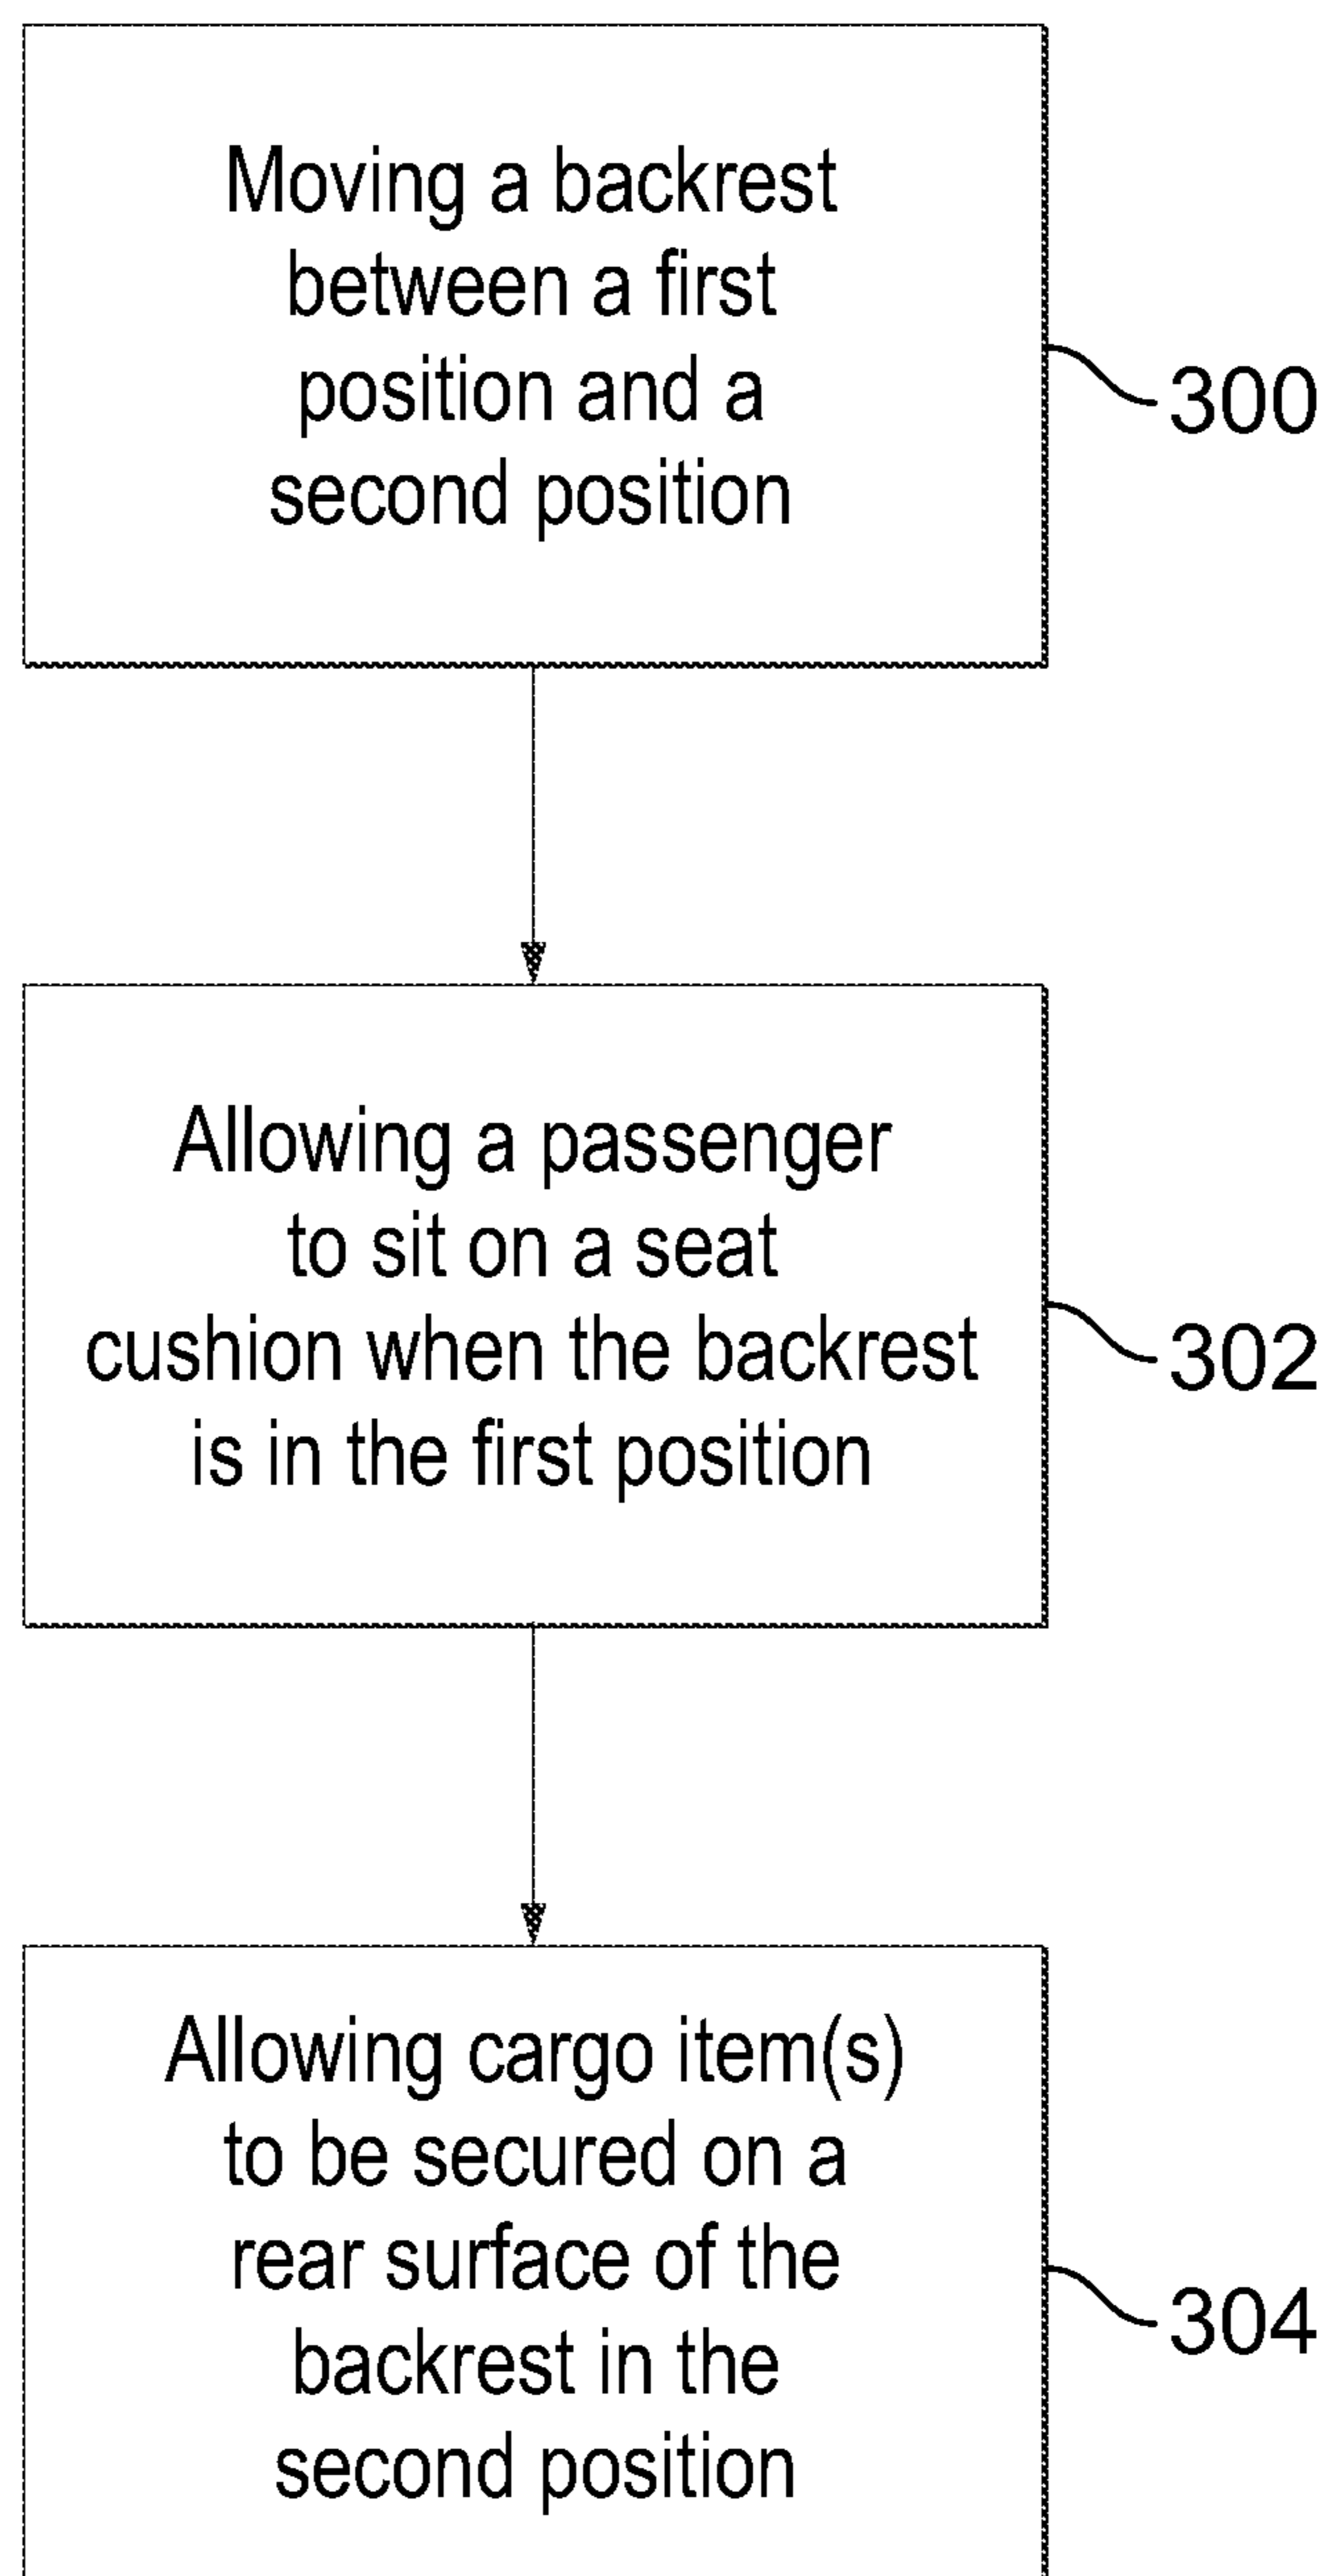 Moving a backrest
between a first
position and a
second position
300
Allowing a passenger
to sit on a seat
cushion when the backrest
is in the first position
302
Allowing cargo item(s)
to be secured on a
rear surface of the
backrest in the
second position
304